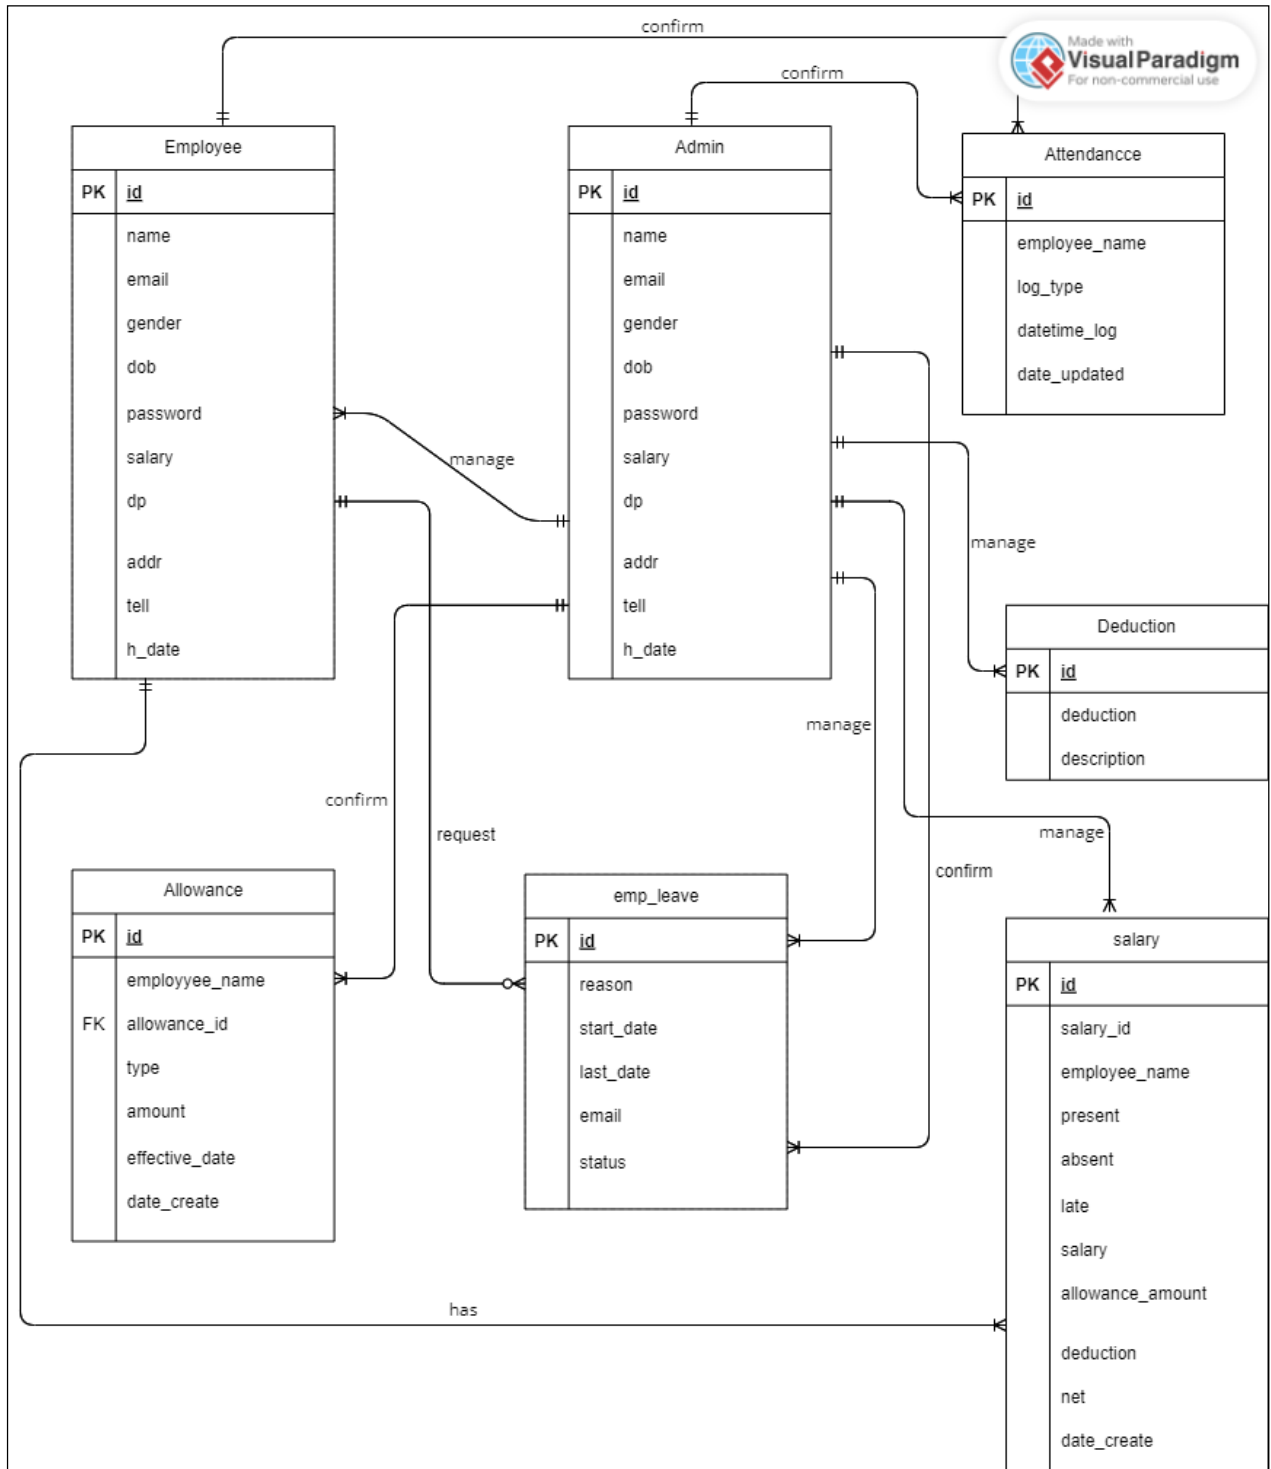 confirm
Made with
Visual Paradigm
For non-commercial use
confirm
Employee
PK id
name
email
gender
dob
password
salary
dp
addr
tell
h_date
Admin
PK id
name
email
gender
dob
password
salary
dp
addr
tell
h_date
Attendancce
PK id
employee_name
log_type
datetime_log
date_updated
manage
manage
Deduction
PK id
deduction
description
manage
confirm
request
manage
confirm
Allowance
PK id
employyee_name
FK allowance_id
type
amount
effective_date
date_create
emp_leave
PK id
reason
start_date
last_date
email
status
salary
PK id
salary_id
employee_name
present
absent
late
salary
allowance_amount
deduction
net
date_create
has